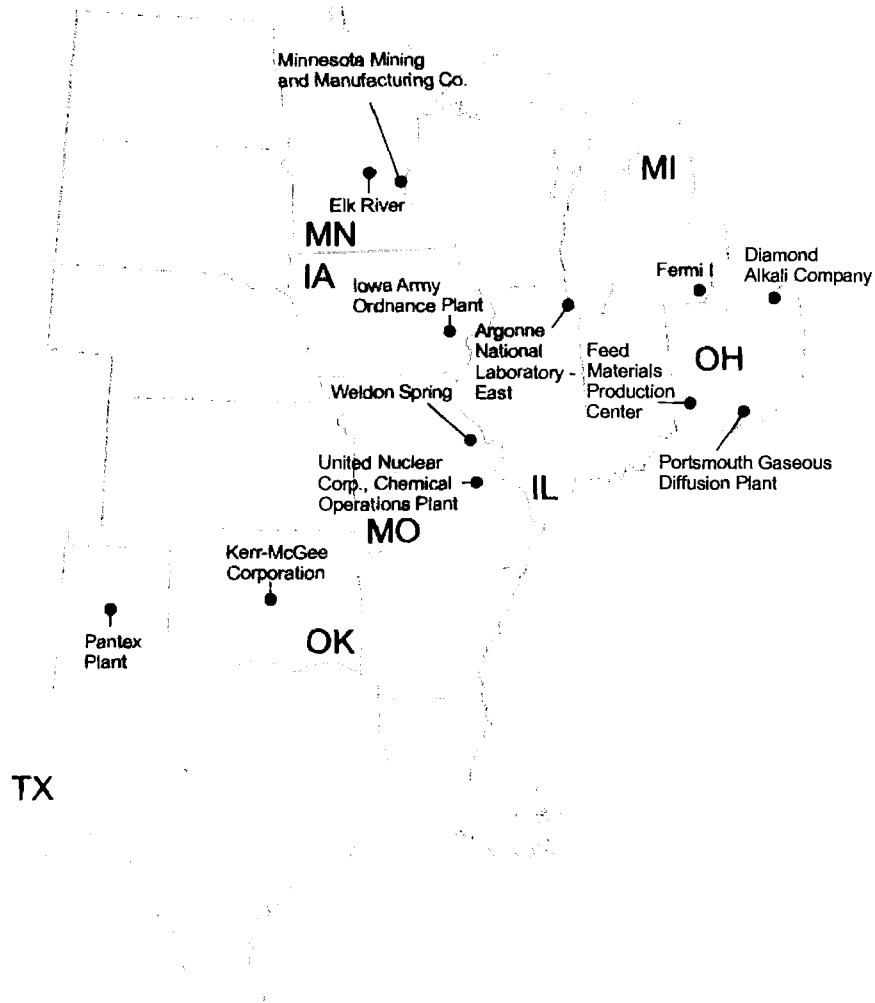 Minnesota Mining
and Manufacturing Co.
MI
Elk River
MN
IA
Iowa Army
Ordnance Plant
Fermi I
Diamond
Alkali Company
Argonne
National
Laboratory -
East
Feed
Materials
Production
Center
OH
Weldon Spring
Portsmouth Gaseous
Diffusion Plant
United Nuclear
Corp., Chemical
Operations Plant
IL
MO
Kerr-McGee
Corporation
Pantex
Plant
OK
TX